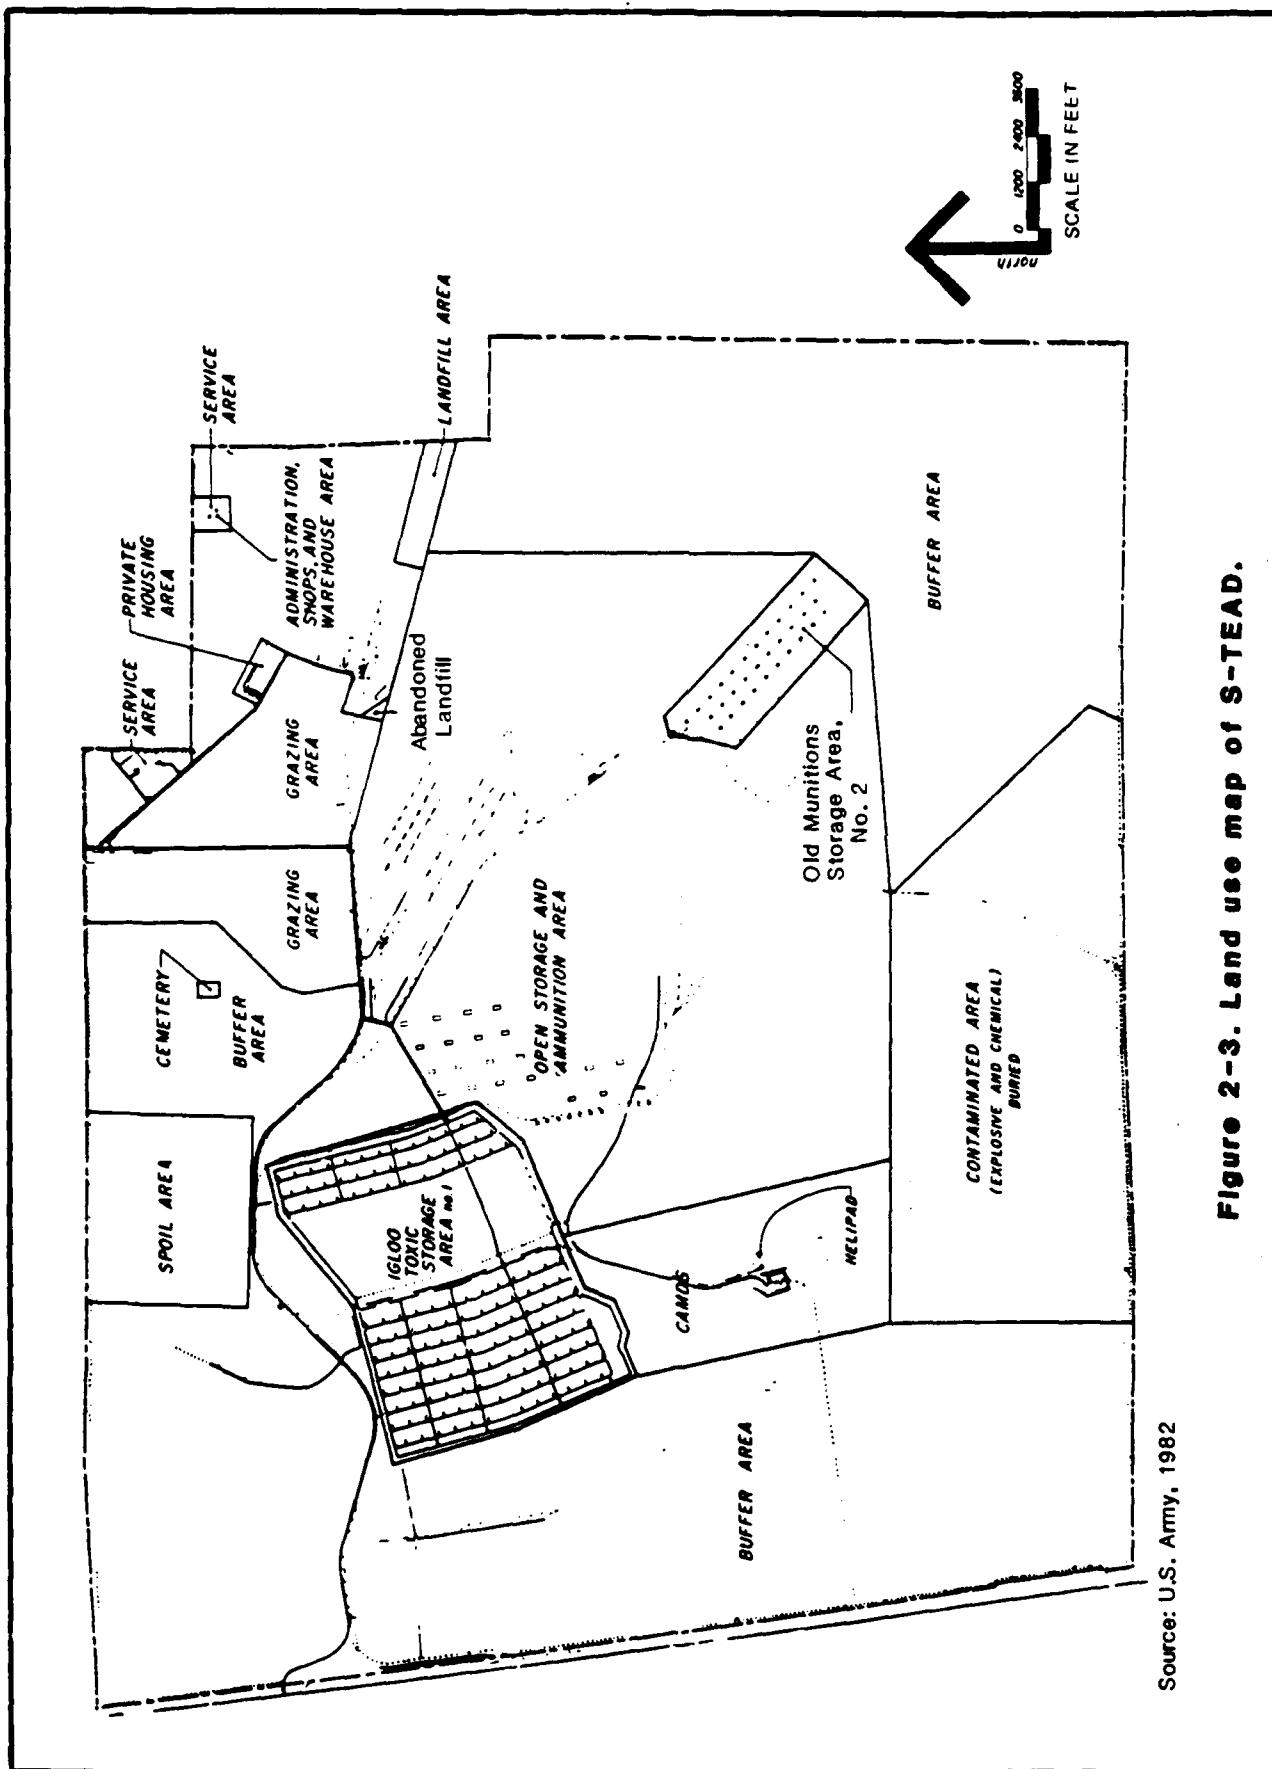 SPOIL AREA
CEMETERY
BUFFER
AREA
GRAZING
AREA
SERVICE
AREA
GRAZING
AREA
PRIVATE
HOUSING
AREA
SERVICE
AREA
ADMINISTRATION,
SHOPS, AND
WAREHOUSE AREA
LANDFILL AREA
Abandoned
Landfill
IGLOO
TOXIC
STORAGE
AREA no. 1
OPEN STORAGE AND
AMMUNITION AREA
Old Munitions
Storage Area,
No. 2
CAMDS
HELIPAD
BUFFER AREA
BUFFER AREA
CONTAMINATED AREA
(EXPLOSIVE AND CHEMICAL)
BURIED
north
0 1200 2400 3600
SCALE IN FEET
Source: U.S. Army, 1982
Figure 2-3. Land use map of S-TEAD.